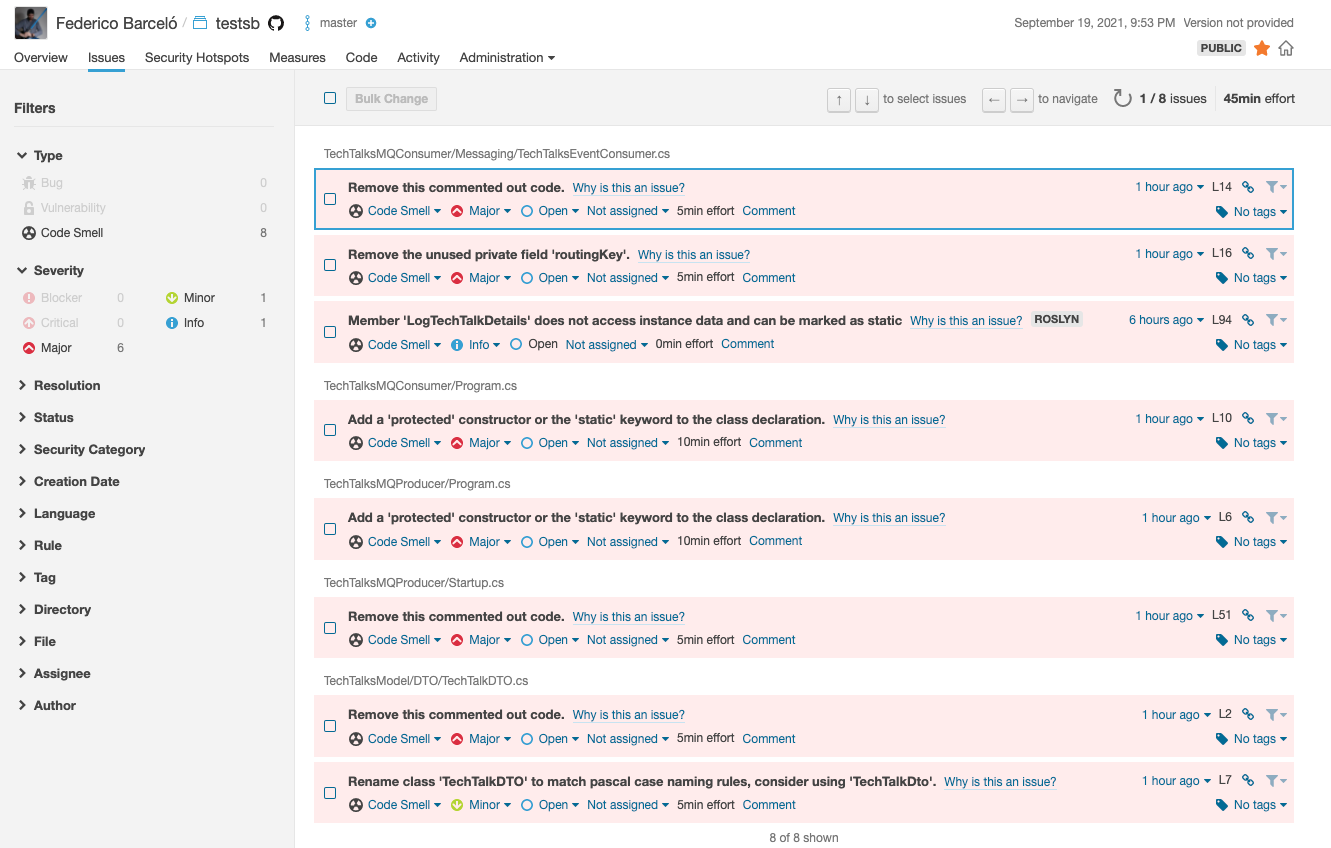 Federico Barceló / testsb master
September 19, 2021, 9:53 PM Version not provided
PUBLIC
Overview Issues Security Hotspots Measures Code Activity Administration
Filters
Type
Bug 0
Vulnerability 0
Code Smell 8
Severity
Blocker 0 Minor 1
Critical 0 Info 1
Major 6
Resolution
Status
Security Category
Creation Date
Language
Rule
Tag
Directory
File
Assignee
Author
Bulk Change ↑ ↓ to select issues ← → to navigate 1 / 8 issues 45min effort
TechTalksMQConsumer/Messaging/TechTalksEventConsumer.cs
Remove this commented out code. Why is this an issue? 1 hour ago L14
Code Smell Major Open Not assigned 5min effort Comment No tags
Remove the unused private field 'routingKey'. Why is this an issue? 1 hour ago L16
Code Smell Major Open Not assigned 5min effort Comment No tags
Member 'LogTechTalkDetails' does not access instance data and can be marked as static Why is this an issue? ROSLYN 6 hours ago L94
Code Smell Info Open Not assigned 0min effort Comment No tags
TechTalksMQConsumer/Program.cs
Add a 'protected' constructor or the 'static' keyword to the class declaration. Why is this an issue? 1 hour ago L10
Code Smell Major Open Not assigned 10min effort Comment No tags
TechTalksMQProducer/Program.cs
Add a 'protected' constructor or the 'static' keyword to the class declaration. Why is this an issue? 1 hour ago L6
Code Smell Major Open Not assigned 10min effort Comment No tags
TechTalksMQProducer/Startup.cs
Remove this commented out code. Why is this an issue? 1 hour ago L51
Code Smell Major Open Not assigned 5min effort Comment No tags
TechTalksModel/DTO/TechTalkDTO.cs
Remove this commented out code. Why is this an issue? 1 hour ago L2
Code Smell Major Open Not assigned 5min effort Comment No tags
Rename class 'TechTalkDTO' to match pascal case naming rules, consider using 'TechTalkDto'. Why is this an issue? 1 hour ago L7
Code Smell Minor Open Not assigned 5min effort Comment No tags
8 of 8 shown